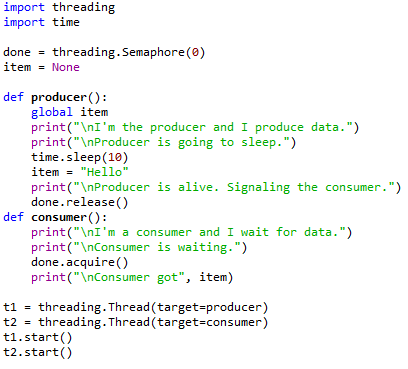 import threading
import time

done = threading.Semaphore(0)
item = None

def producer():
    global item
    print("\nI'm the producer and I produce data.")
    print("\nProducer is going to sleep.")
    time.sleep(10)
    item = "Hello"
    print("\nProducer is alive. Signaling the consumer.")
    done.release()
def consumer():
    print("\nI'm a consumer and I wait for data.")
    print("\nConsumer is waiting.")
    done.acquire()
    print("\nConsumer got", item)

t1 = threading.Thread(target=producer)
t2 = threading.Thread(target=consumer)
t1.start()
t2.start()